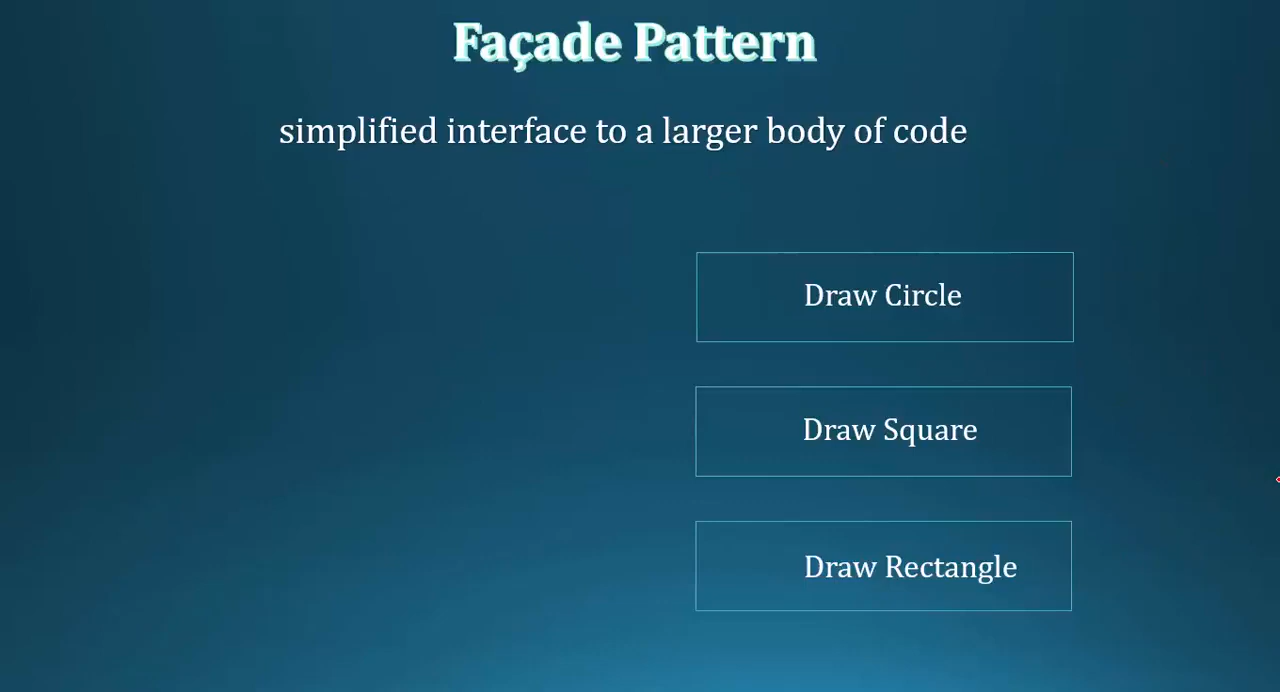 Façade Pattern
simplified interface to a larger body of code
Draw Circle
Draw Square
Draw Rectangle